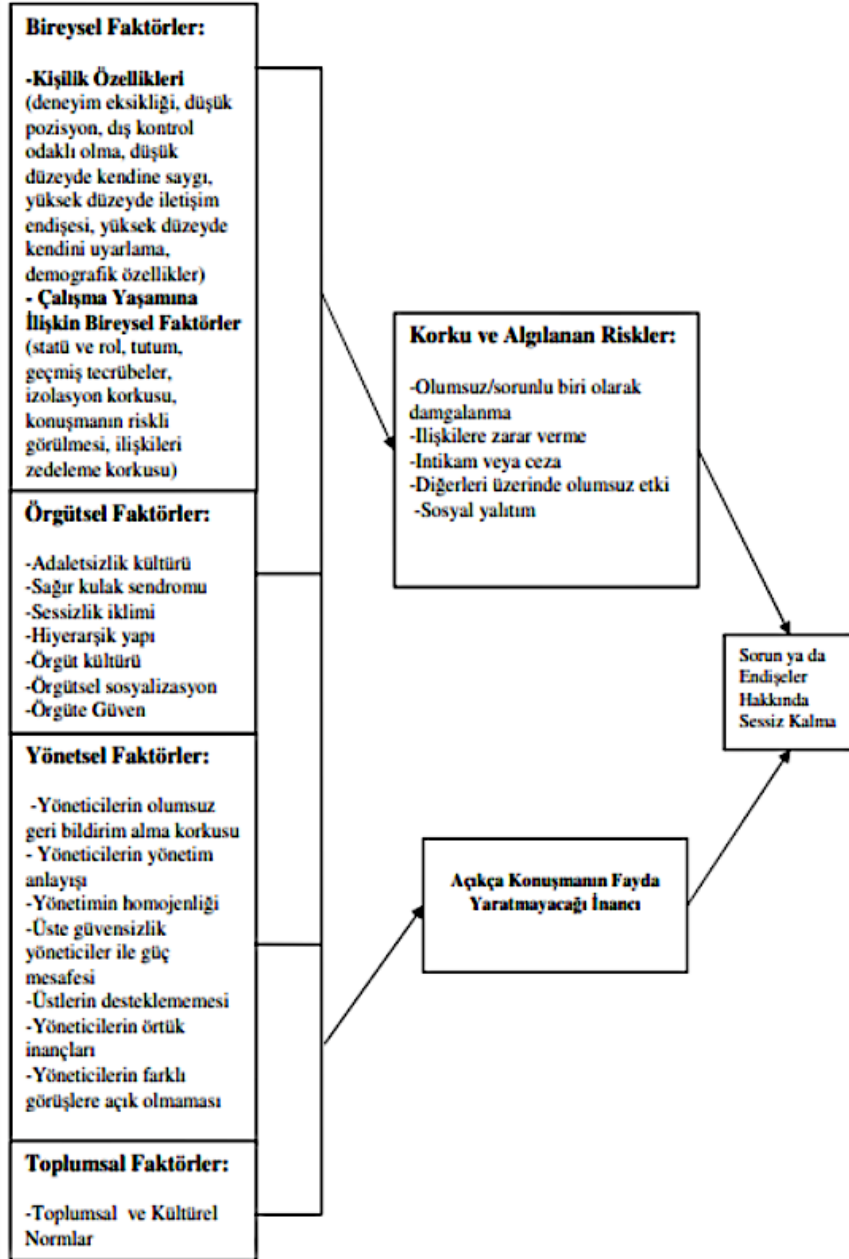 Bireysel Faktörler:
-Kişilik Özellikleri
(deneyim eksikliği, düşük
pozisyon, dış kontrol
odaklı olma, düşük
düzeyde kendine saygı,
yüksek düzeyde iletişim
endişesi, yüksek düzeyde
kendini uyarlama,
demografik özellikler)
- Çalışma Yaşamına
İlişkin Bireysel Faktörler
(statü ve rol, tutum,
geçmiş tecrübeler,
izolasyon korkusu,
konuşmanın riskli
görülmesi, ilişkileri
zedeleme korkusu)
Örgütsel Faktörler:
-Adaletsizlik kültürü
-Sağır kulak sendromu
-Sessizlik iklimi
-Hiyerarşik yapı
-Örgüt kültürü
-Örgütsel sosyalizasyon
-Örgüte Güven
Yönetsel Faktörler:
-Yöneticilerin olumsuz
geri bildirim alma korkusu
- Yöneticilerin yönetim
anlayışı
-Yönetimin homojenliği
-Üste güvensizlik
yöneticiler ile güç
mesafesi
-Üstlerin desteklememesi
-Yöneticilerin örtük
inançları
-Yöneticilerin farklı
görüşlere açık olmaması
Toplumsal Faktörler:
-Toplumsal ve Kültürel
Normlar
Korku ve Algılanan Riskler:
-Olumsuz/sorunlu biri olarak
damgalanma
-Ilişkilere zarar verme
-Intikam veya ceza
-Diğerleri üzerinde olumsuz etki
-Sosyal yalıtım
Açıkça Konuşmanın Fayda
Yaratmayacağı İnancı
Sorun ya da
Endişeler
Hakkında
Sessiz Kalma